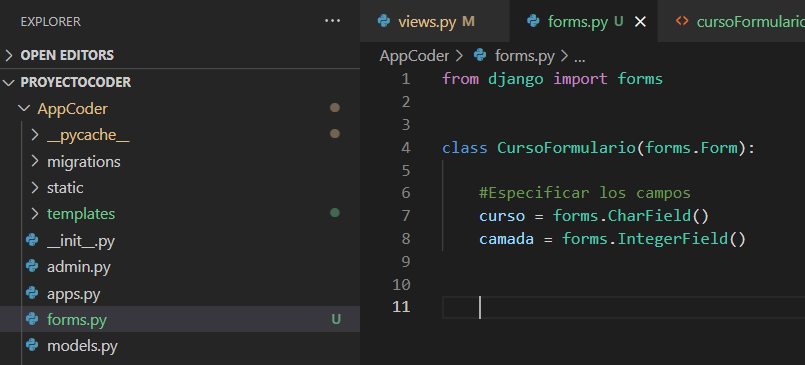 EXPLORER ...
OPEN EDITORS
PROYECTOCODER
AppCoder
__pycache__
migrations
static
templates
__init__.py
admin.py
apps.py
forms.py U
models.py
views.py M forms.py U <> cursoFormulario
AppCoder > forms.py > ...
1 from django import forms
2
3
4 class CursoFormulario(forms.Form):
5
6 #Especificar los campos
7 curso = forms.CharField()
8 camada = forms.IntegerField()
9
10
11